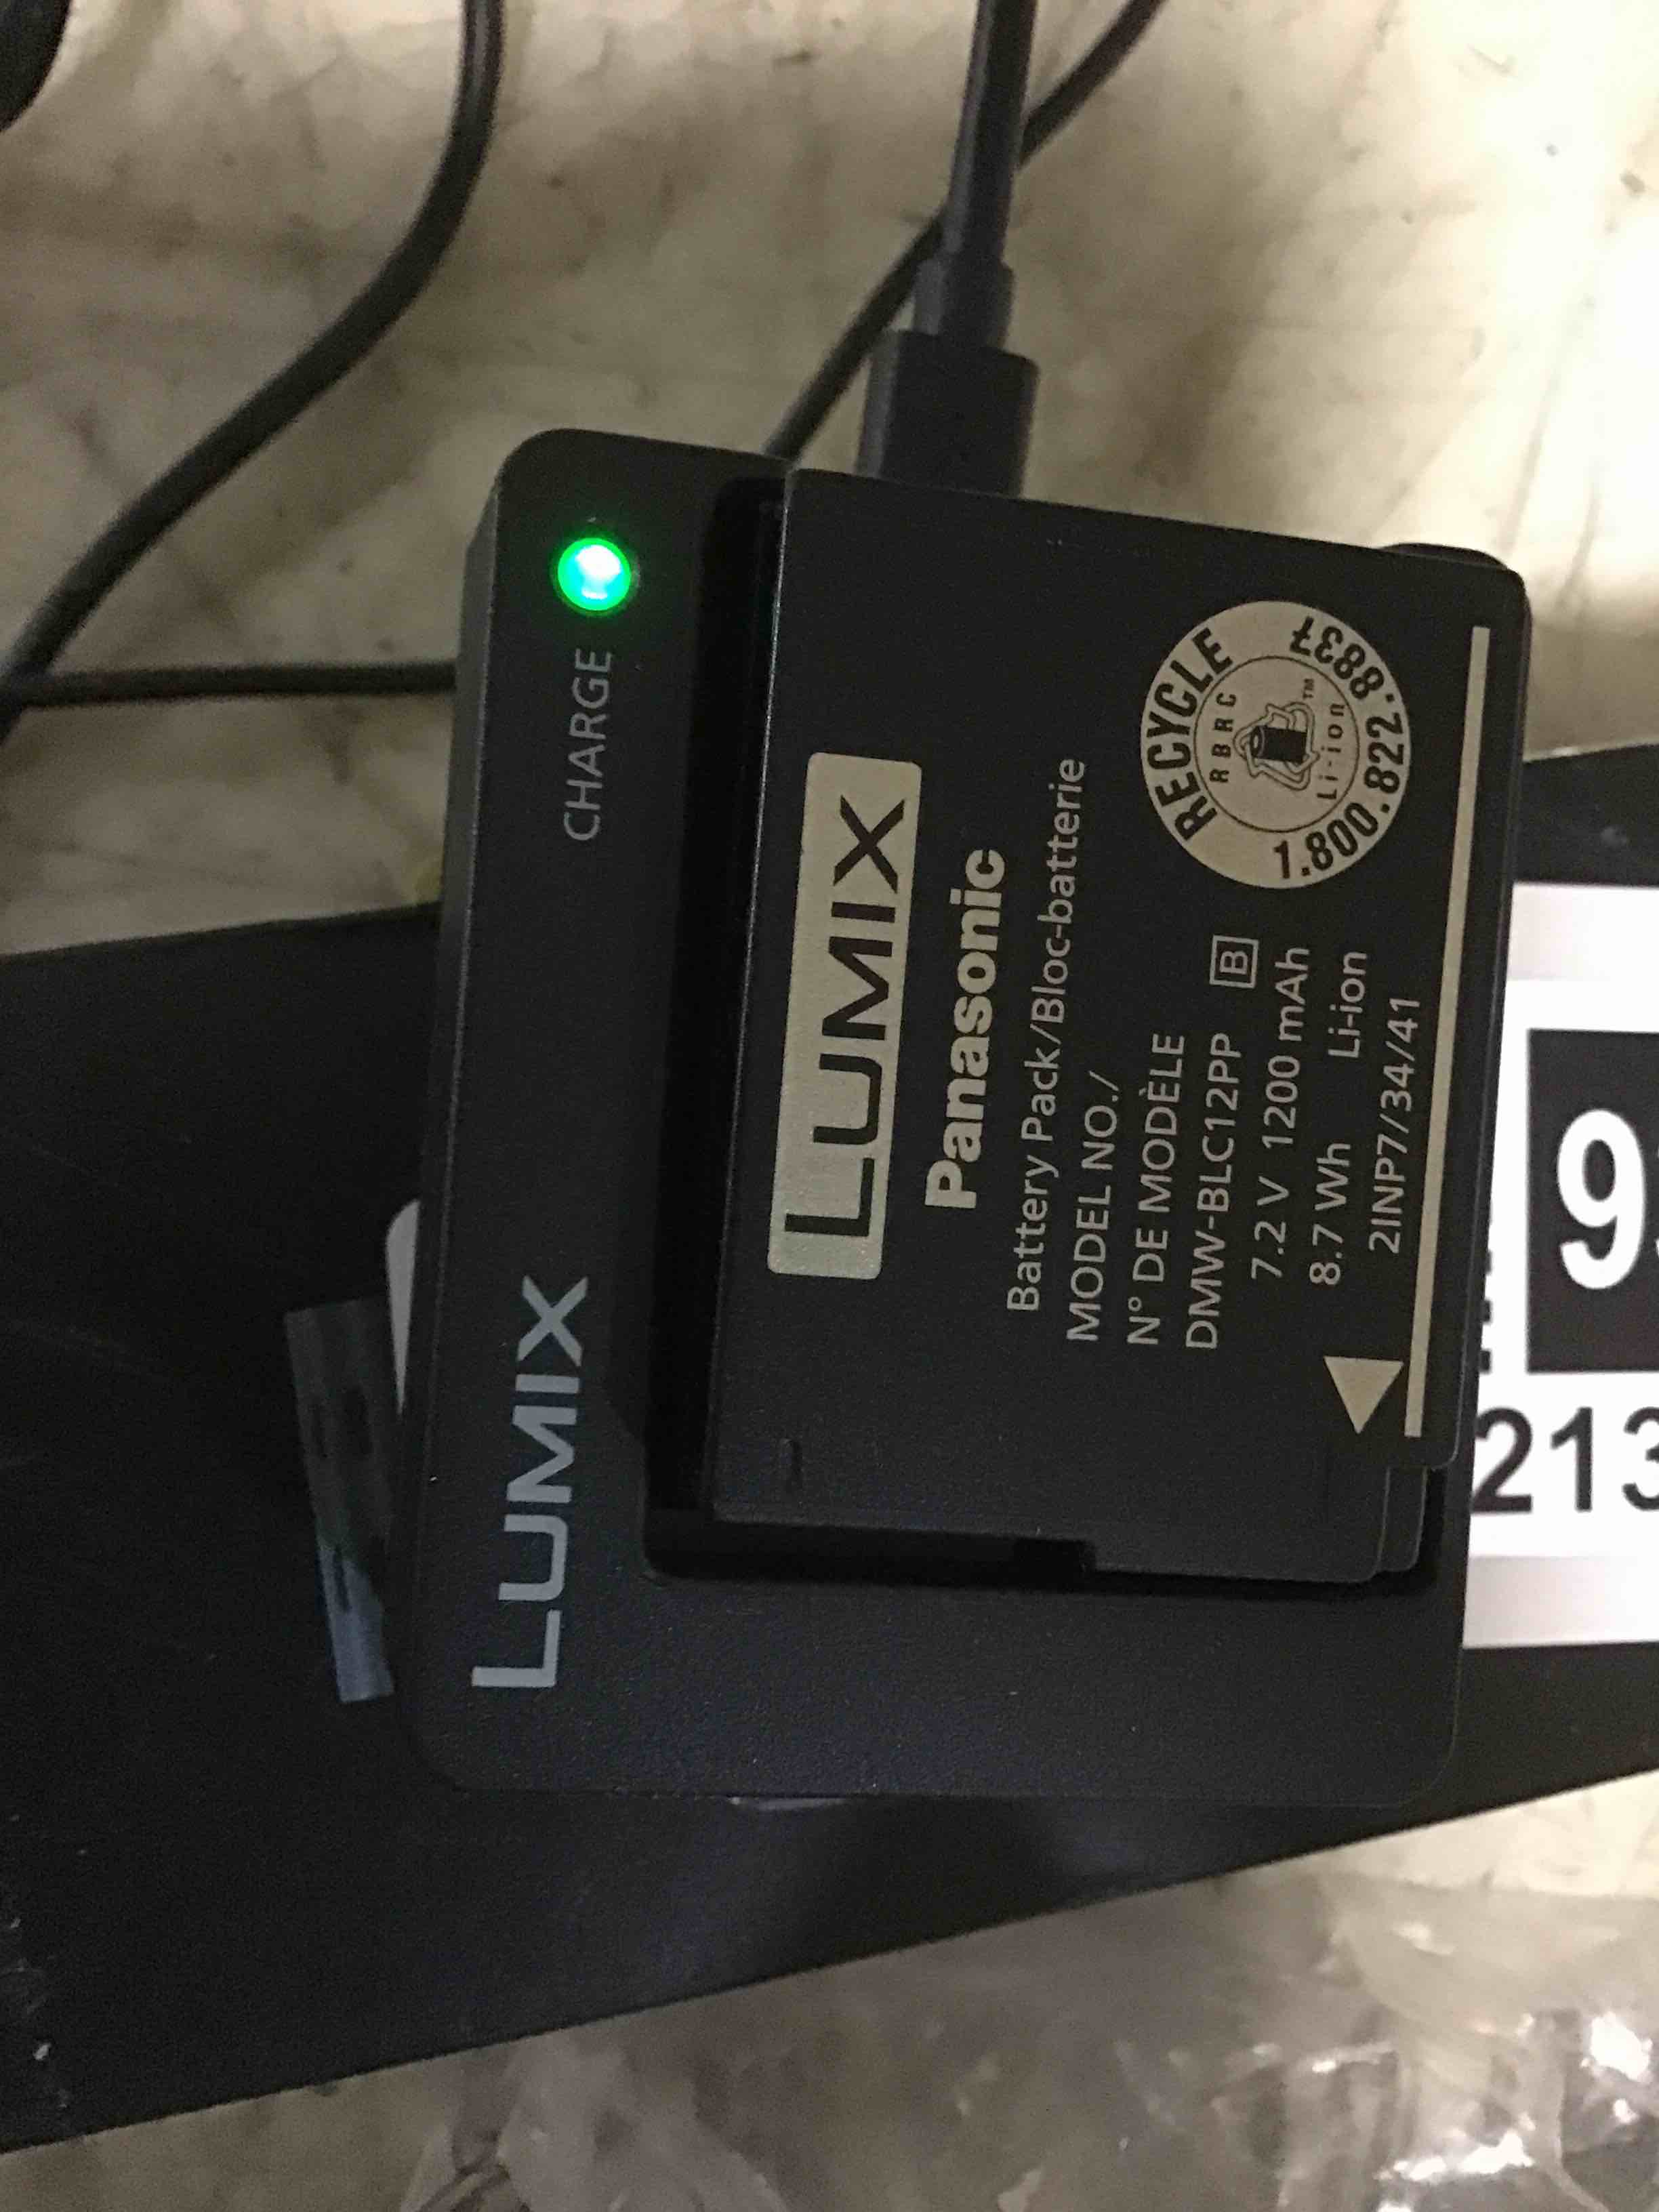 LUMIX
CHARGE
LUMIX
Panasonic
Battery Pack/Bloc-batterie
MODEL NO./
N° DE MODÈLE
DMW-BLC12PP B
7.2 V 1200 mAh
8.7 Wh Li-ion
2INP7/34/41
RECYCLE
RBRC
Li-ion TM
1.800.822.8837
213